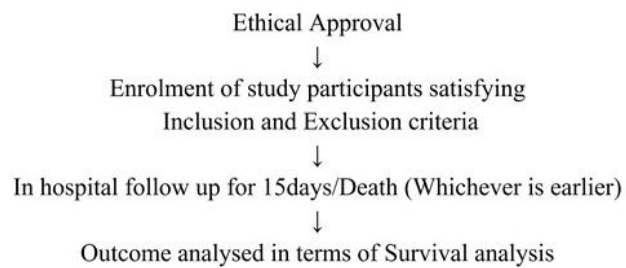 Ethical Approval
↓
Enrolment of study participants satisfying
Inclusion and Exclusion criteria
↓
In hospital follow up for 15days/Death (Whichever is earlier)
↓
Outcome analysed in terms of Survival analysis